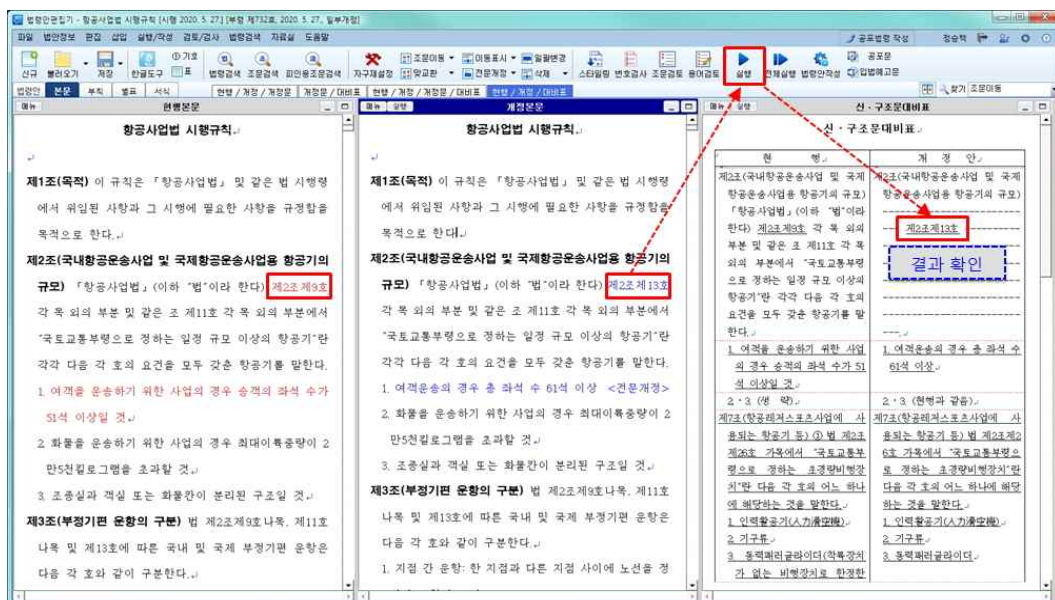 법령안편집기 - 항공사업법 시행규칙 [시행 2020. 5. 27.] [부령 제732호, 2020. 5. 27., 일부개정]
파일 법안정보 편집 삽입 실행/작성 검토/검사 법령검색 자료실 도움말
공포법령 작성 정승택
신규 불러오기 저장 한글도구 기호 표 법령검색 조문검색 피인용조문검색 자구재설정 조문이동 이동표시 일괄변경 맞교환 전문개정 삭제 스타일링 번호검사 조문검토 용어검토 실행 전체실행 법령안작성 공포문 입법예고문
법령안 본문 부칙 별표 서식 현행 / 개정 / 개정문 개정 / 개정문 / 대비표 현행 / 개정 / 개정문 / 대비표 현행 / 개정 / 대비표 찾기 조문이동
메뉴 현행본문
항공사업법 시행규칙
제1조(목적) 이 규칙은 「항공사업법」 및 같은 법 시행령
에서 위임된 사항과 그 시행에 필요한 사항을 규정함을
목적으로 한다.
제2조(국내항공운송사업 및 국제항공운송사업용 항공기의
규모) 「항공사업법」(이하 "법"이라 한다) 제2조제9호
각 목 외의 부분 및 같은 조 제11호 각 목 외의 부분에서
"국토교통부령으로 정하는 일정 규모 이상의 항공기"란
각각 다음 각 호의 요건을 모두 갖춘 항공기를 말한다.
1. 여객을 운송하기 위한 사업의 경우 승객의 좌석 수가
51석 이상일 것.
2. 화물을 운송하기 위한 사업의 경우 최대이륙중량이 2
만5천킬로그램을 초과할 것.
3. 조종실과 객실 또는 화물칸이 분리된 구조일 것.
제3조(부정기편 운항의 구분) 법 제2조제9호나목, 제11호
나목 및 제13호에 따른 국내 및 국제 부정기편 운항은
다음 각 호와 같이 구분한다.
메뉴 실행 개정본문
항공사업법 시행규칙
제1조(목적) 이 규칙은 「항공사업법」 및 같은 법 시행령
에서 위임된 사항과 그 시행에 필요한 사항을 규정함을
목적으로 한다.
제2조(국내항공운송사업 및 국제항공운송사업용 항공기의
규모) 「항공사업법」(이하 "법"이라 한다) 제2조제13호
각 목 외의 부분 및 같은 조 제11호 각 목 외의 부분에서
"국토교통부령으로 정하는 일정 규모 이상의 항공기"란
각각 다음 각 호의 요건을 모두 갖춘 항공기를 말한다.
1. 여객운송의 경우 총 좌석 수 61석 이상 <전문개정>
2. 화물을 운송하기 위한 사업의 경우 최대이륙중량이 2
만5천킬로그램을 초과할 것.
3. 조종실과 객실 또는 화물칸이 분리된 구조일 것.
제3조(부정기편 운항의 구분) 법 제2조제9호나목, 제11호
나목 및 제13호에 따른 국내 및 국제 부정기편 운항은
다음 각 호와 같이 구분한다.
1. 지점 간 운항: 한 지점과 다른 지점 사이에 노선을 정
메뉴 실행 신ㆍ구조문대비표
신ㆍ구조문대비표
현 행
제2조(국내항공운송사업 및 국제
항공운송사업용 항공기의 규모)
「항공사업법」(이하 "법"이라
한다) 제2조제9호 각 목 외의
부분 및 같은 조 제11호 각 목
외의 부분에서 "국토교통부령
으로 정하는 일정 규모 이상의
항공기"란 각각 다음 각 호의
요건을 모두 갖춘 항공기를 말
한다.
1. 여객을 운송하기 위한 사업
의 경우 승객의 좌석 수가 51
석 이상일 것
2.ㆍ3. (생 략)
제7조(항공레저스포츠사업에 사
용되는 항공기 등) ① 법 제2조
제26호 가목에서 "국토교통부
령으로 정하는 초경량비행장
치"란 다음 각 호의 어느 하나
에 해당하는 것을 말한다.
1. 인력활공기(人力滑空機)
2. 기구류
3. 동력패러글라이더(착륙장치
가 없는 비행장치로 한정한
개 정 안
제2조(국내항공운송사업 및 국제
항공운송사업용 항공기의 규모)
제2조제13호
결과 확인
1. 여객운송의 경우 총 좌석 수
61석 이상
2.ㆍ3. (현행과 같음)
제7조(항공레저스포츠사업에 사
용되는 항공기 등) 법 제2조제2
6호 가목에서 "국토교통부령으
로 정하는 초경량비행장치"란
다음 각 호의 어느 하나에 해당
하는 것을 말한다.
1. 인력활공기(人力滑空機)
2. 기구류
3. 동력패러글라이더